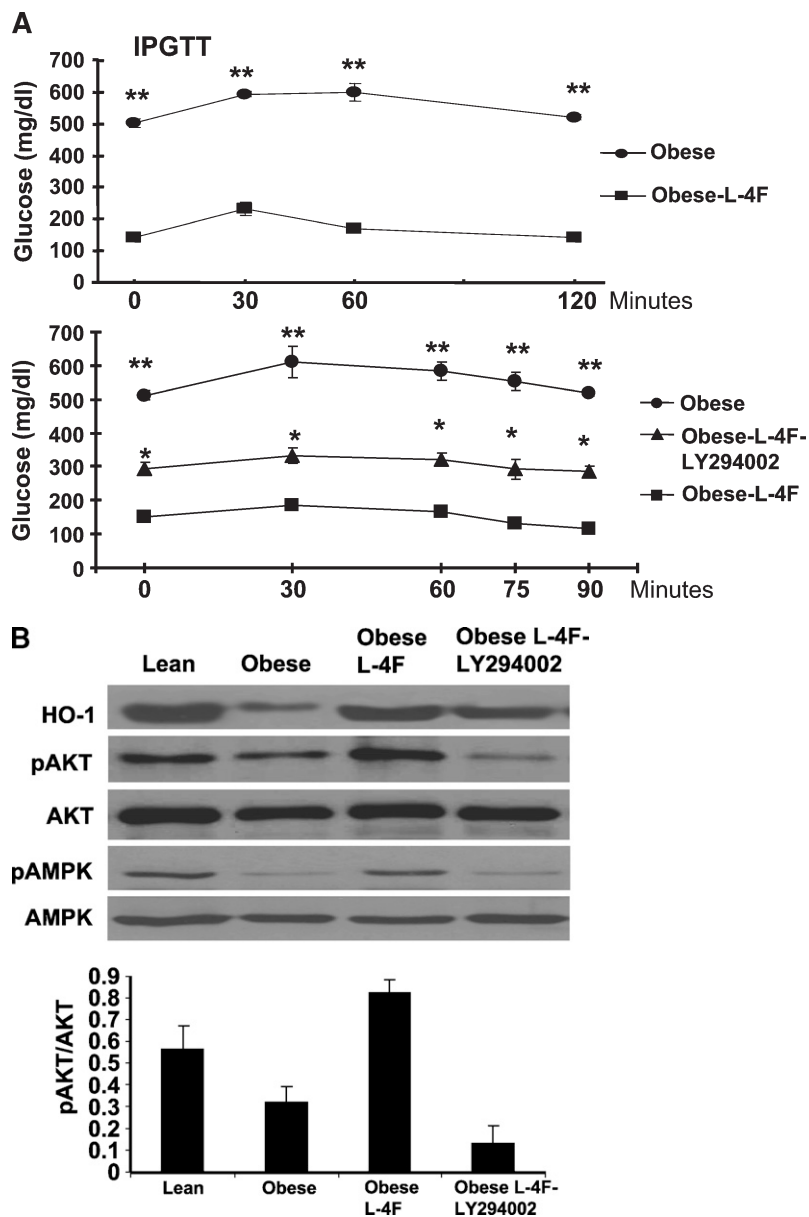 A
IPGTT
700
600
500
400
300
200
100
0
Glucose (mg/dl)
** ** ** **
Obese
Obese-L-4F
0 30 60 120 Minutes
700
600
500
400
300
200
100
0
Glucose (mg/dl)
** ** ** ** **
* * * * *
Obese
Obese-L-4F-
LY294002
Obese-L-4F
0 30 60 75 90 Minutes
B
Lean
Obese
Obese
L-4F
Obese L-4F-
LY294002
HO-1
pAKT
AKT
pAMPK
AMPK
0.9
0.8
0.7
0.6
0.5
0.4
0.3
0.2
0.1
0
pAKT/AKT
Lean
Obese
Obese
L-4F
Obese L-4F-
LY294002